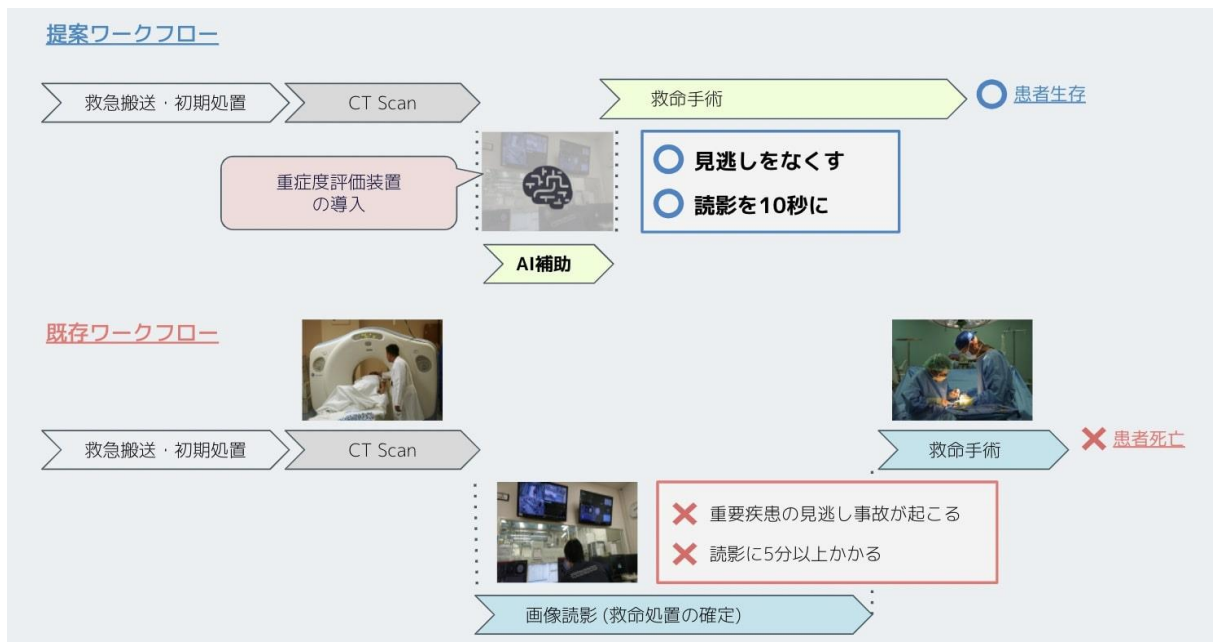 提案ワークフロー
救急搬送・初期処置
CT Scan
救命手術
患者生存
重症度評価装置
の導入
見逃しをなくす
読影を10秒に
AI補助
既存ワークフロー
救急搬送・初期処置
CT Scan
救命手術
患者死亡
重要疾患の見逃し事故が起こる
読影に5分以上かかる
画像読影 (救命処置の確定)